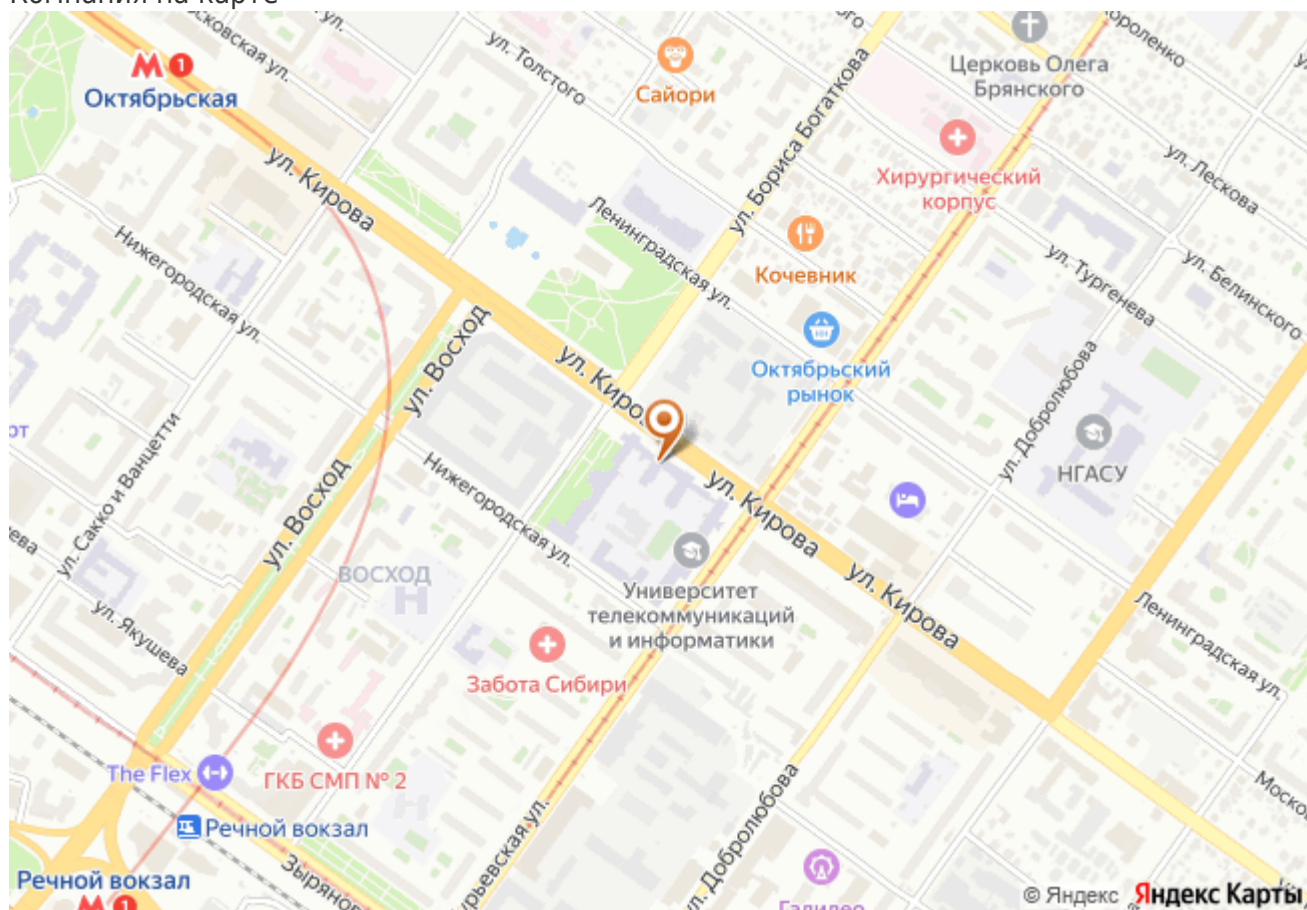 Компания на карте
ул.
Октябрьская
ул. Толстого
Сайори
ул. Бориса Богаткова
Церковь Олега
Брянского
Хирургический
корпус
ул. Лескова
ул. Кирова
Ленинградская ул.
Кочевник
ул. Тургенева
ул. Белинского
Нижегородская ул.
ул. Восход
ул. Кирова
Октябрьский
рынок
ул. Добролюбова
НГАСУ
ул. Сакко и Ванцетти
ул. Восход
Нижегородская ул.
ул. Кирова
ул. Кирова
ВОСХОД
Университет
телекоммуникаций
и информатики
Ленинградская ул.
ул. Якушева
Забота Сибири
The Flex
ГКБ СМП № 2
Речной вокзал
Речной вокзал
© Яндекс Яндекс Карты